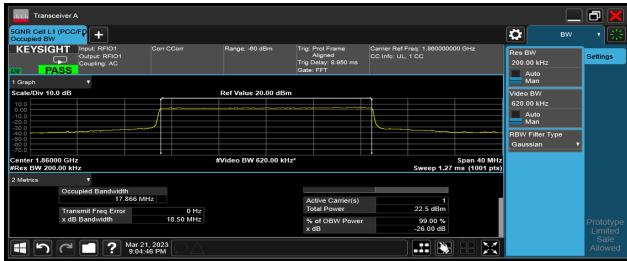 Transceiver A
5GNR Cell L1 (PCC/F
Occupied BW
BW
KEYSIGHT
Input: RFIO1
Output: RFIO1
Coupling: AC
Corr CCorr
Range: -60 dBm
Trig: Prot Frame
Aligned
Trig Delay: 8.950 ms
Gate: FFT
Carrier Ref Freq: 1.860000000 GHz
CC Info: UL, 1 CC
LV
PASS
1 Graph
Scale/Div 10.0 dB
Ref Value 20.00 dBm
10.0
0.00
-10.0
-20.0
-30.0
-40.0
-50.0
-60.0
-70.0
Center 1.86000 GHz
#Video BW 620.00 kHz*
Span 40 MHz
#Res BW 200.00 kHz
Sweep 1.27 ms (1001 pts)
2 Metrics
Occupied Bandwidth
17.866 MHz
Transmit Freq Error
0 Hz
x dB Bandwidth
18.50 MHz
Active Carrier(s)
1
Total Power
22.5 dBm
% of OBW Power
99.00 %
x dB
-26.00 dB
Mar 21, 2023
9:04:46 PM
Res BW
200.00 kHz
Auto
Man
Video BW
620.00 kHz
Auto
Man
RBW Filter Type
Gaussian
Settings
Prototype
Limited
Sale
Allowed